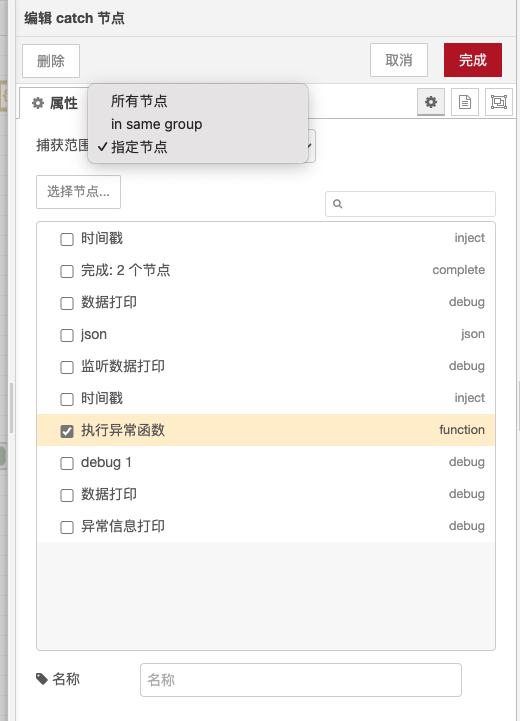 编辑 catch 节点
删除
取消
完成
属性
所有节点
in same group
指定节点
捕获范围
选择节点...
时间戳 inject
完成: 2 个节点 complete
数据打印 debug
json json
监听数据打印 debug
时间戳 inject
执行异常函数 function
debug 1 debug
数据打印 debug
异常信息打印 debug
名称
名称